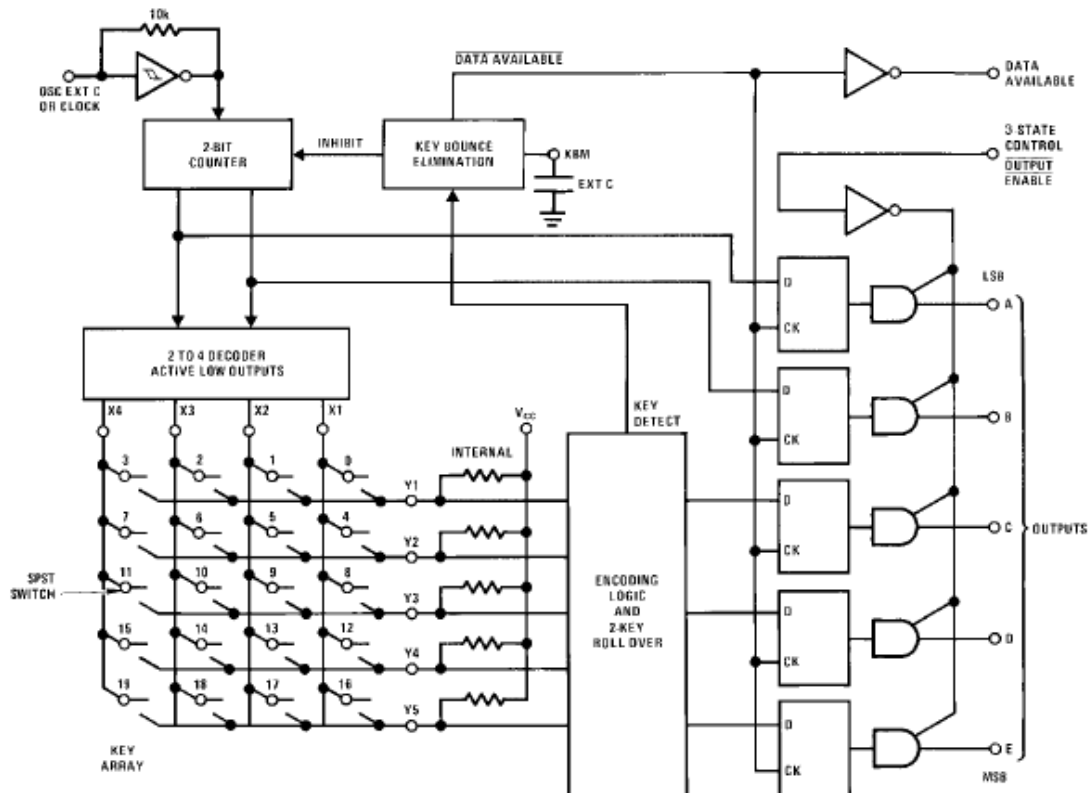 10k
OSC EXT C
OR CLOCK
DATA AVAILABLE
DATA
AVAILABLE
2-BIT
COUNTER
INHIBIT
KEY BOUNCE
ELIMINATION
KBM
EXT C
3-STATE
CONTROL
OUTPUT
ENABLE
LSB
D
CK
A
2 TO 4 DECODER
ACTIVE LOW OUTPUTS
X4 X3 X2 X1
VCC
KEY
DETECT
D
CK
B
INTERNAL
3 2 1 0
Y1
7 6 5 4
Y2
D
CK
C
OUTPUTS
SPST
SWITCH
11 10 9 8
Y3
ENCODING
LOGIC
AND
2-KEY
ROLL OVER
15 14 13 12
Y4
D
CK
D
19 18 17 16
Y5
KEY
ARRAY
D
CK
E
MSB